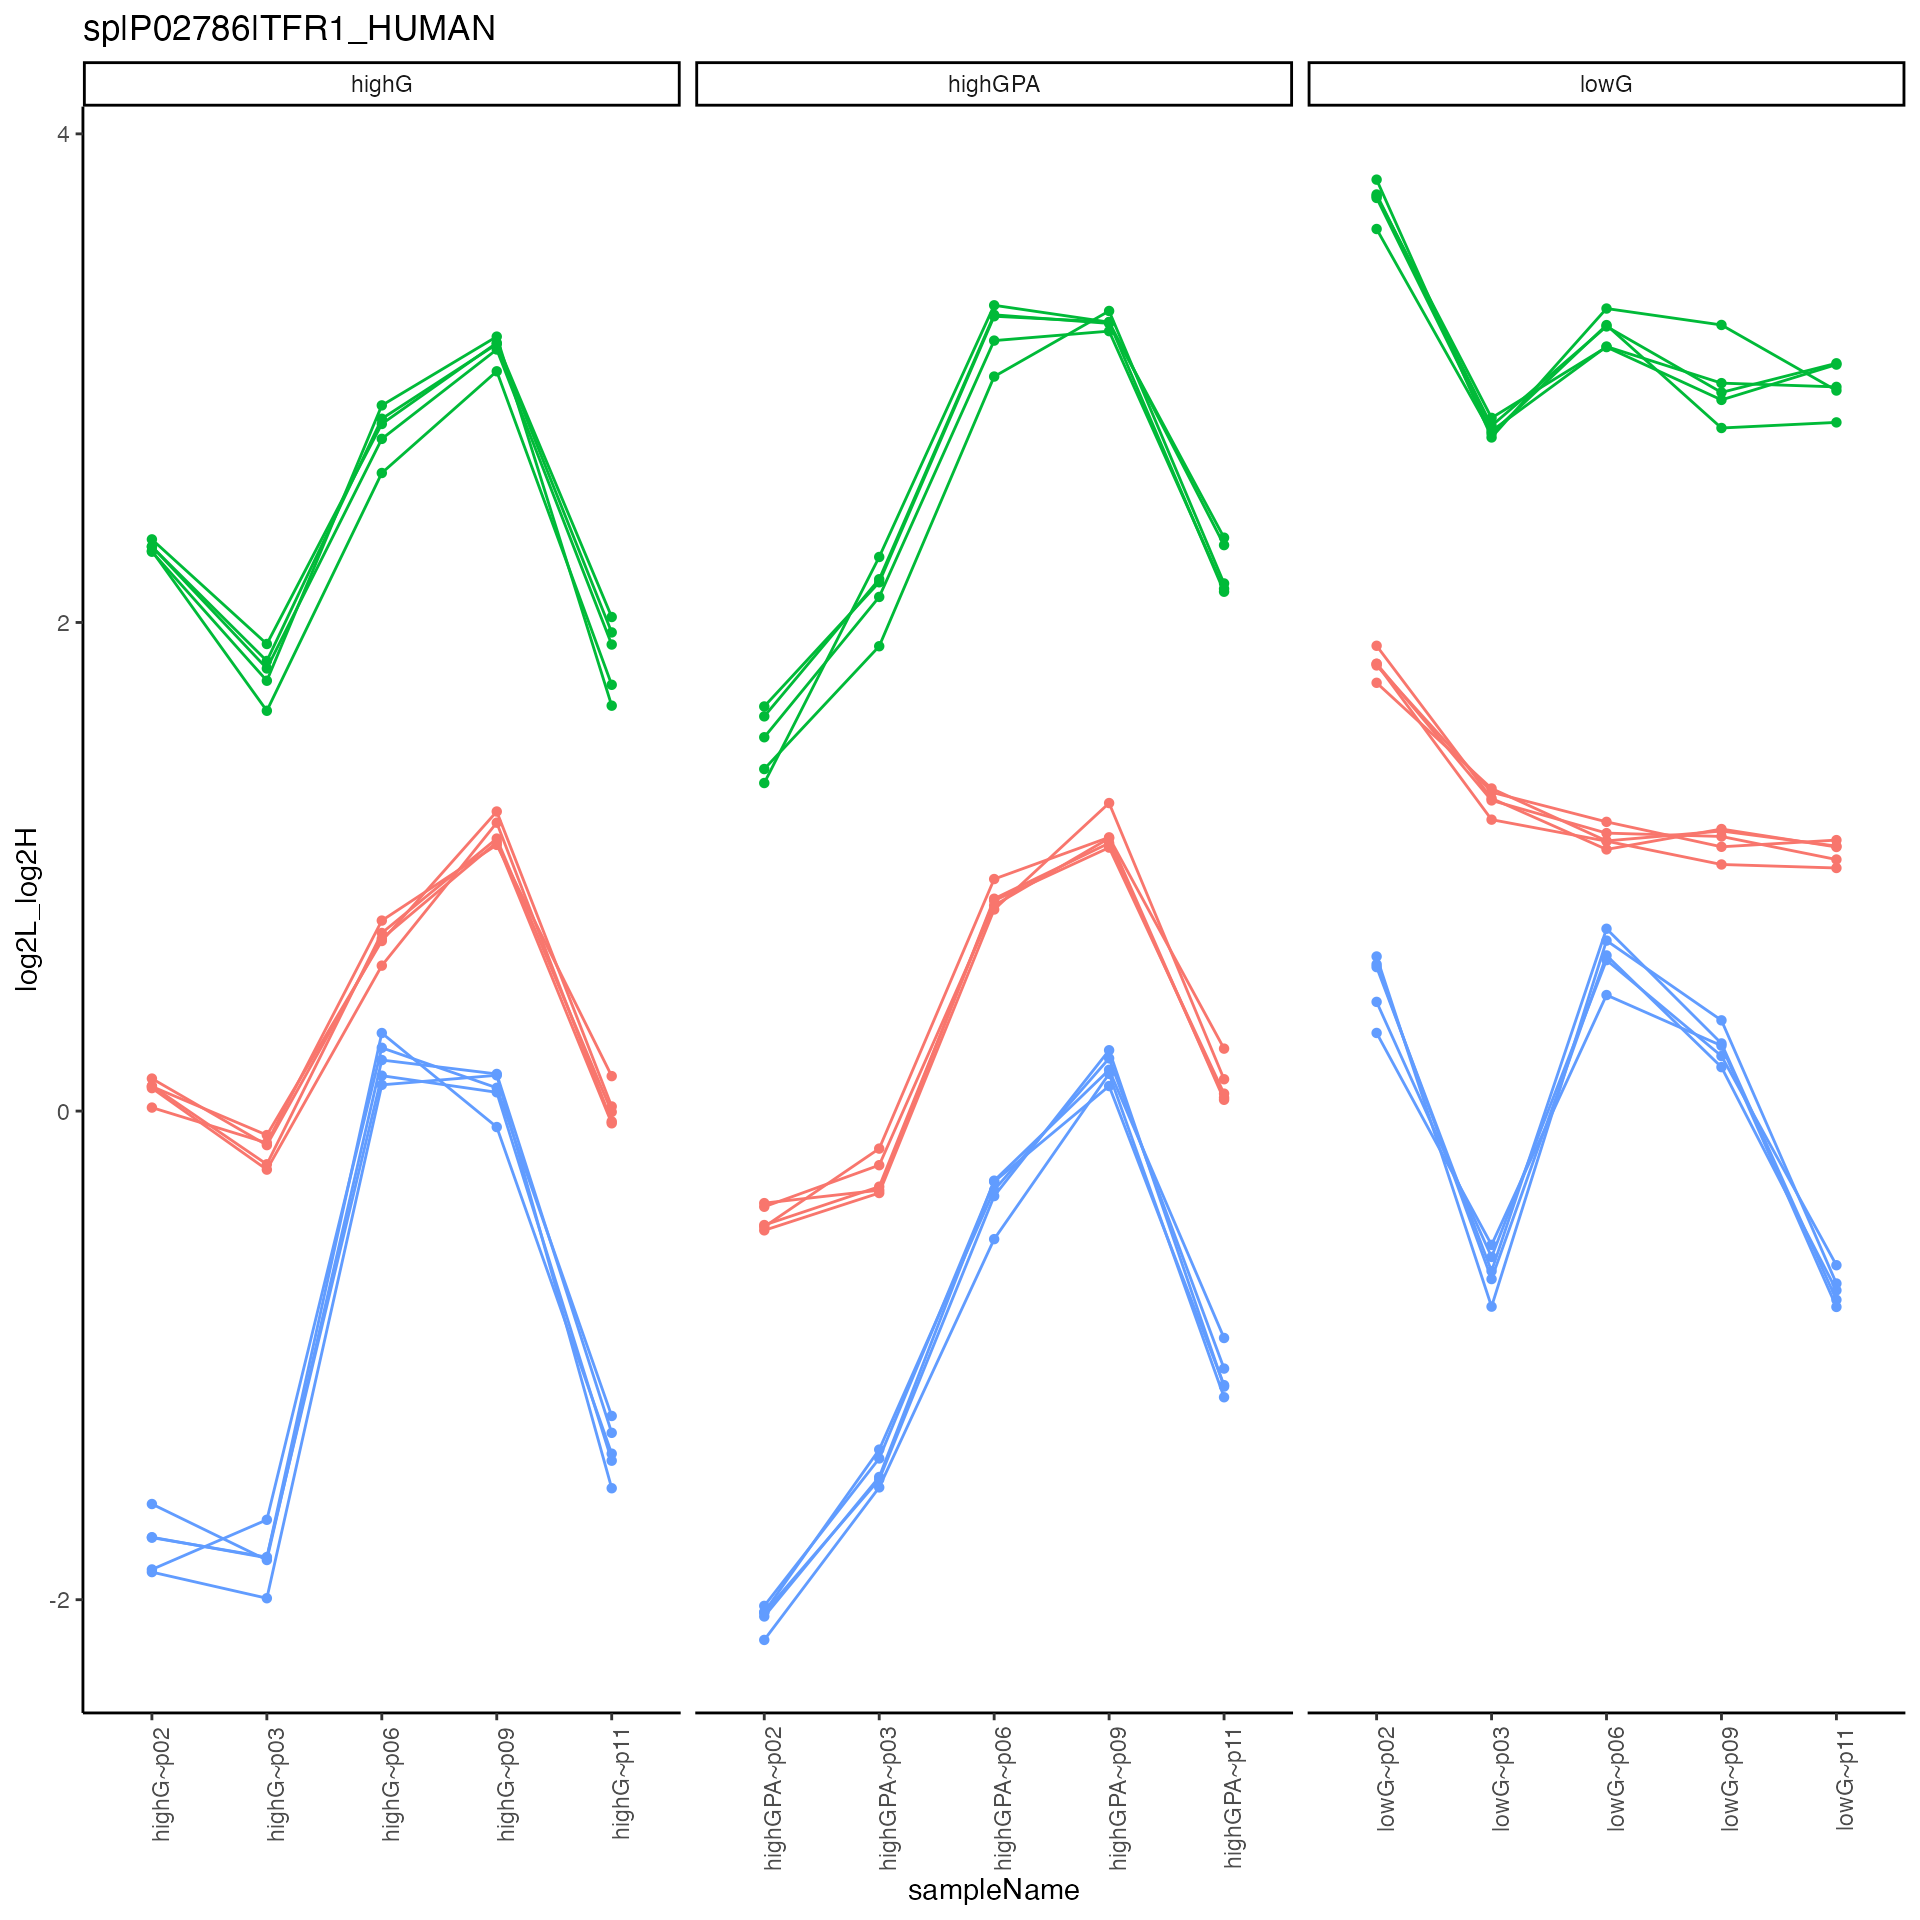 sp|P02786|TFR1_HUMAN
highG
highGPA
lowG
4
2
0
-2
log2L_log2H
highG~p02
highG~p03
highG~p06
highG~p09
highG~p11
highGPA~p02
highGPA~p03
highGPA~p06
highGPA~p09
highGPA~p11
lowG~p02
lowG~p03
lowG~p06
lowG~p09
lowG~p11
sampleName